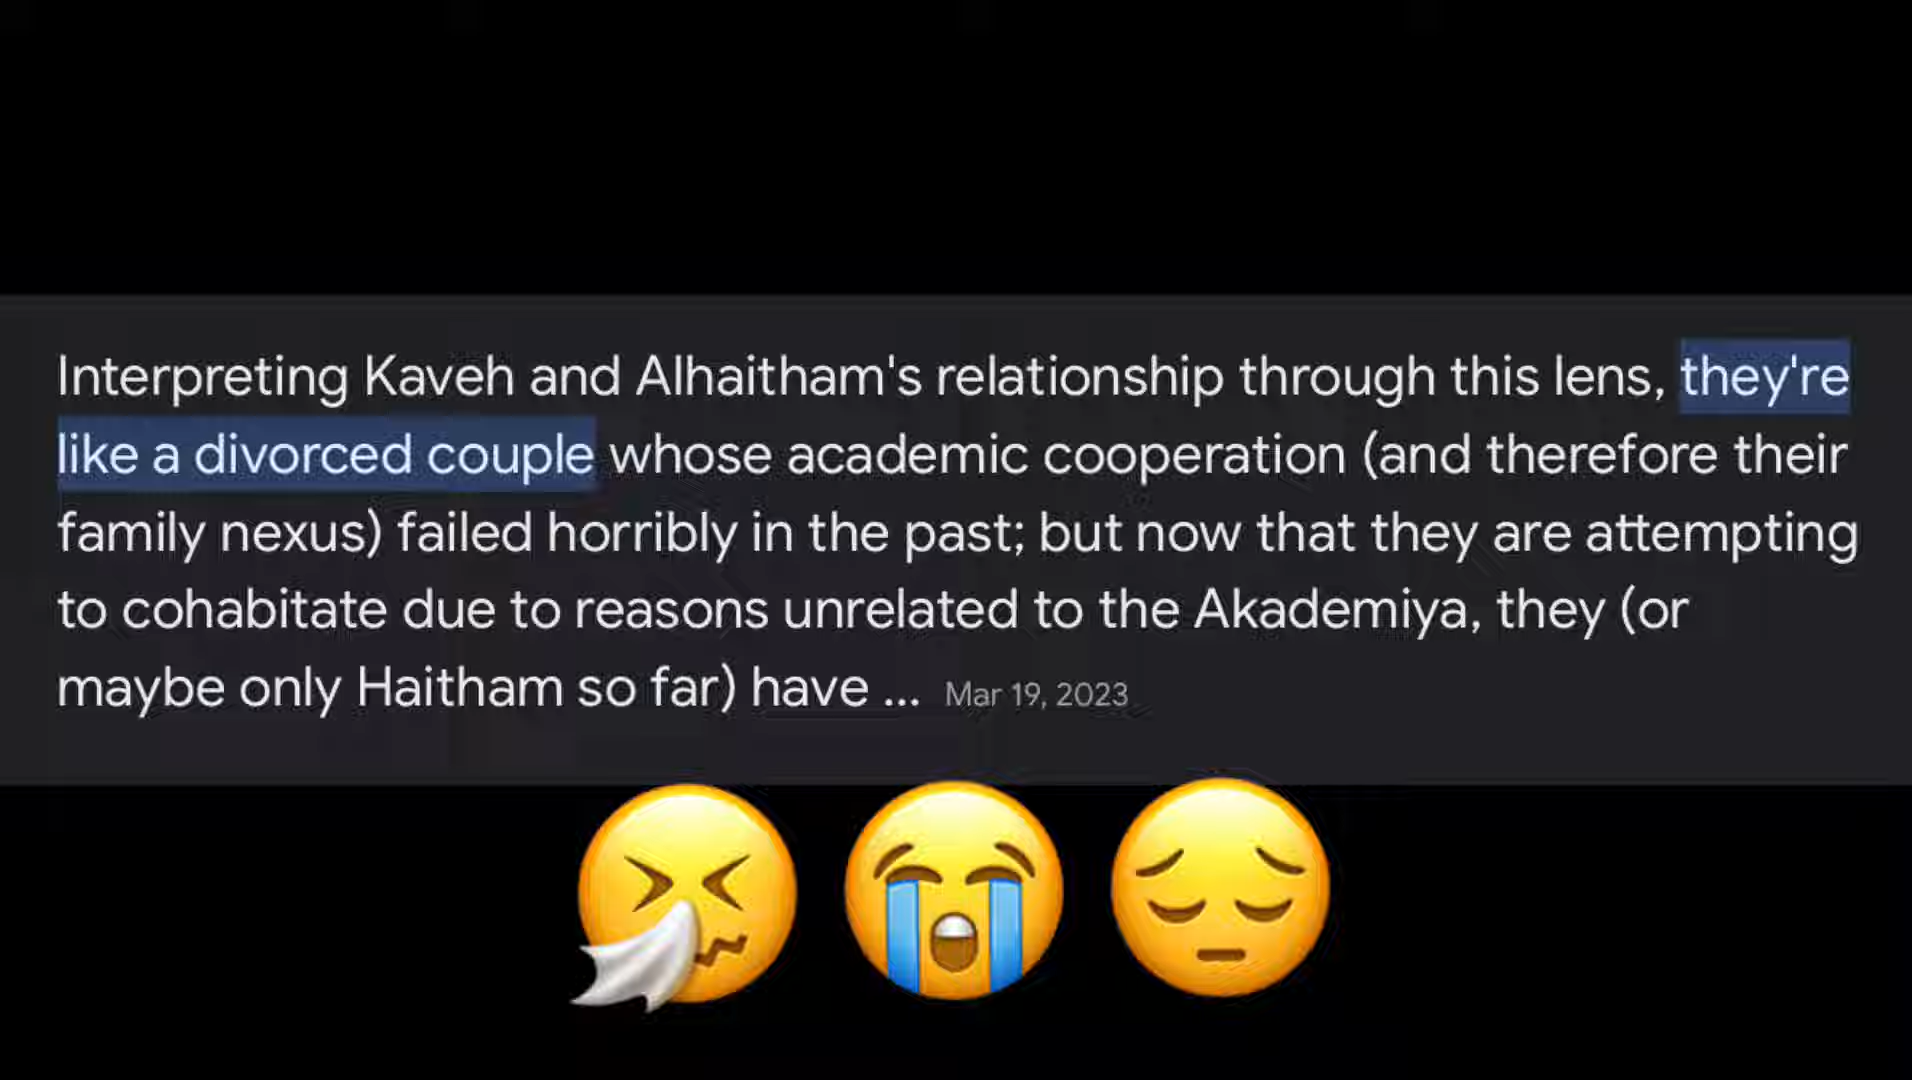 Interpreting Kaveh and Alhaitham's relationship through this lens, they're
like a divorced couple whose academic cooperation (and therefore their
family nexus) failed horribly in the past; but now that they are attempting
to cohabitate due to reasons unrelated to the Akademiya, they (or
maybe only Haitham so far) have ... Mar 19, 2023